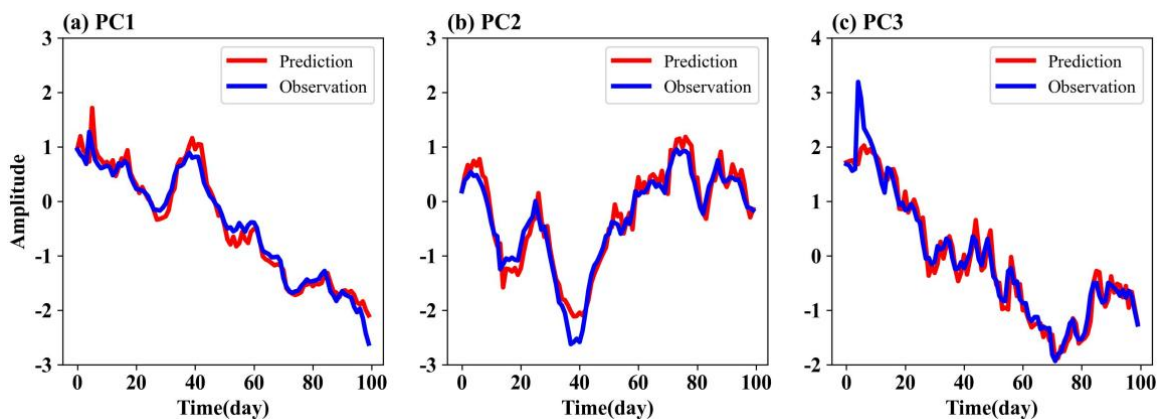 (a) PC1
3
2
1
0
-1
-2
-3
Amplitude
Prediction
Observation
0 20 40 60 80 100
Time(day)
(b) PC2
3
2
1
0
-1
-2
-3
Prediction
Observation
0 20 40 60 80 100
Time(day)
(c) PC3
4
3
2
1
0
-1
-2
Prediction
Observation
0 20 40 60 80 100
Time(day)